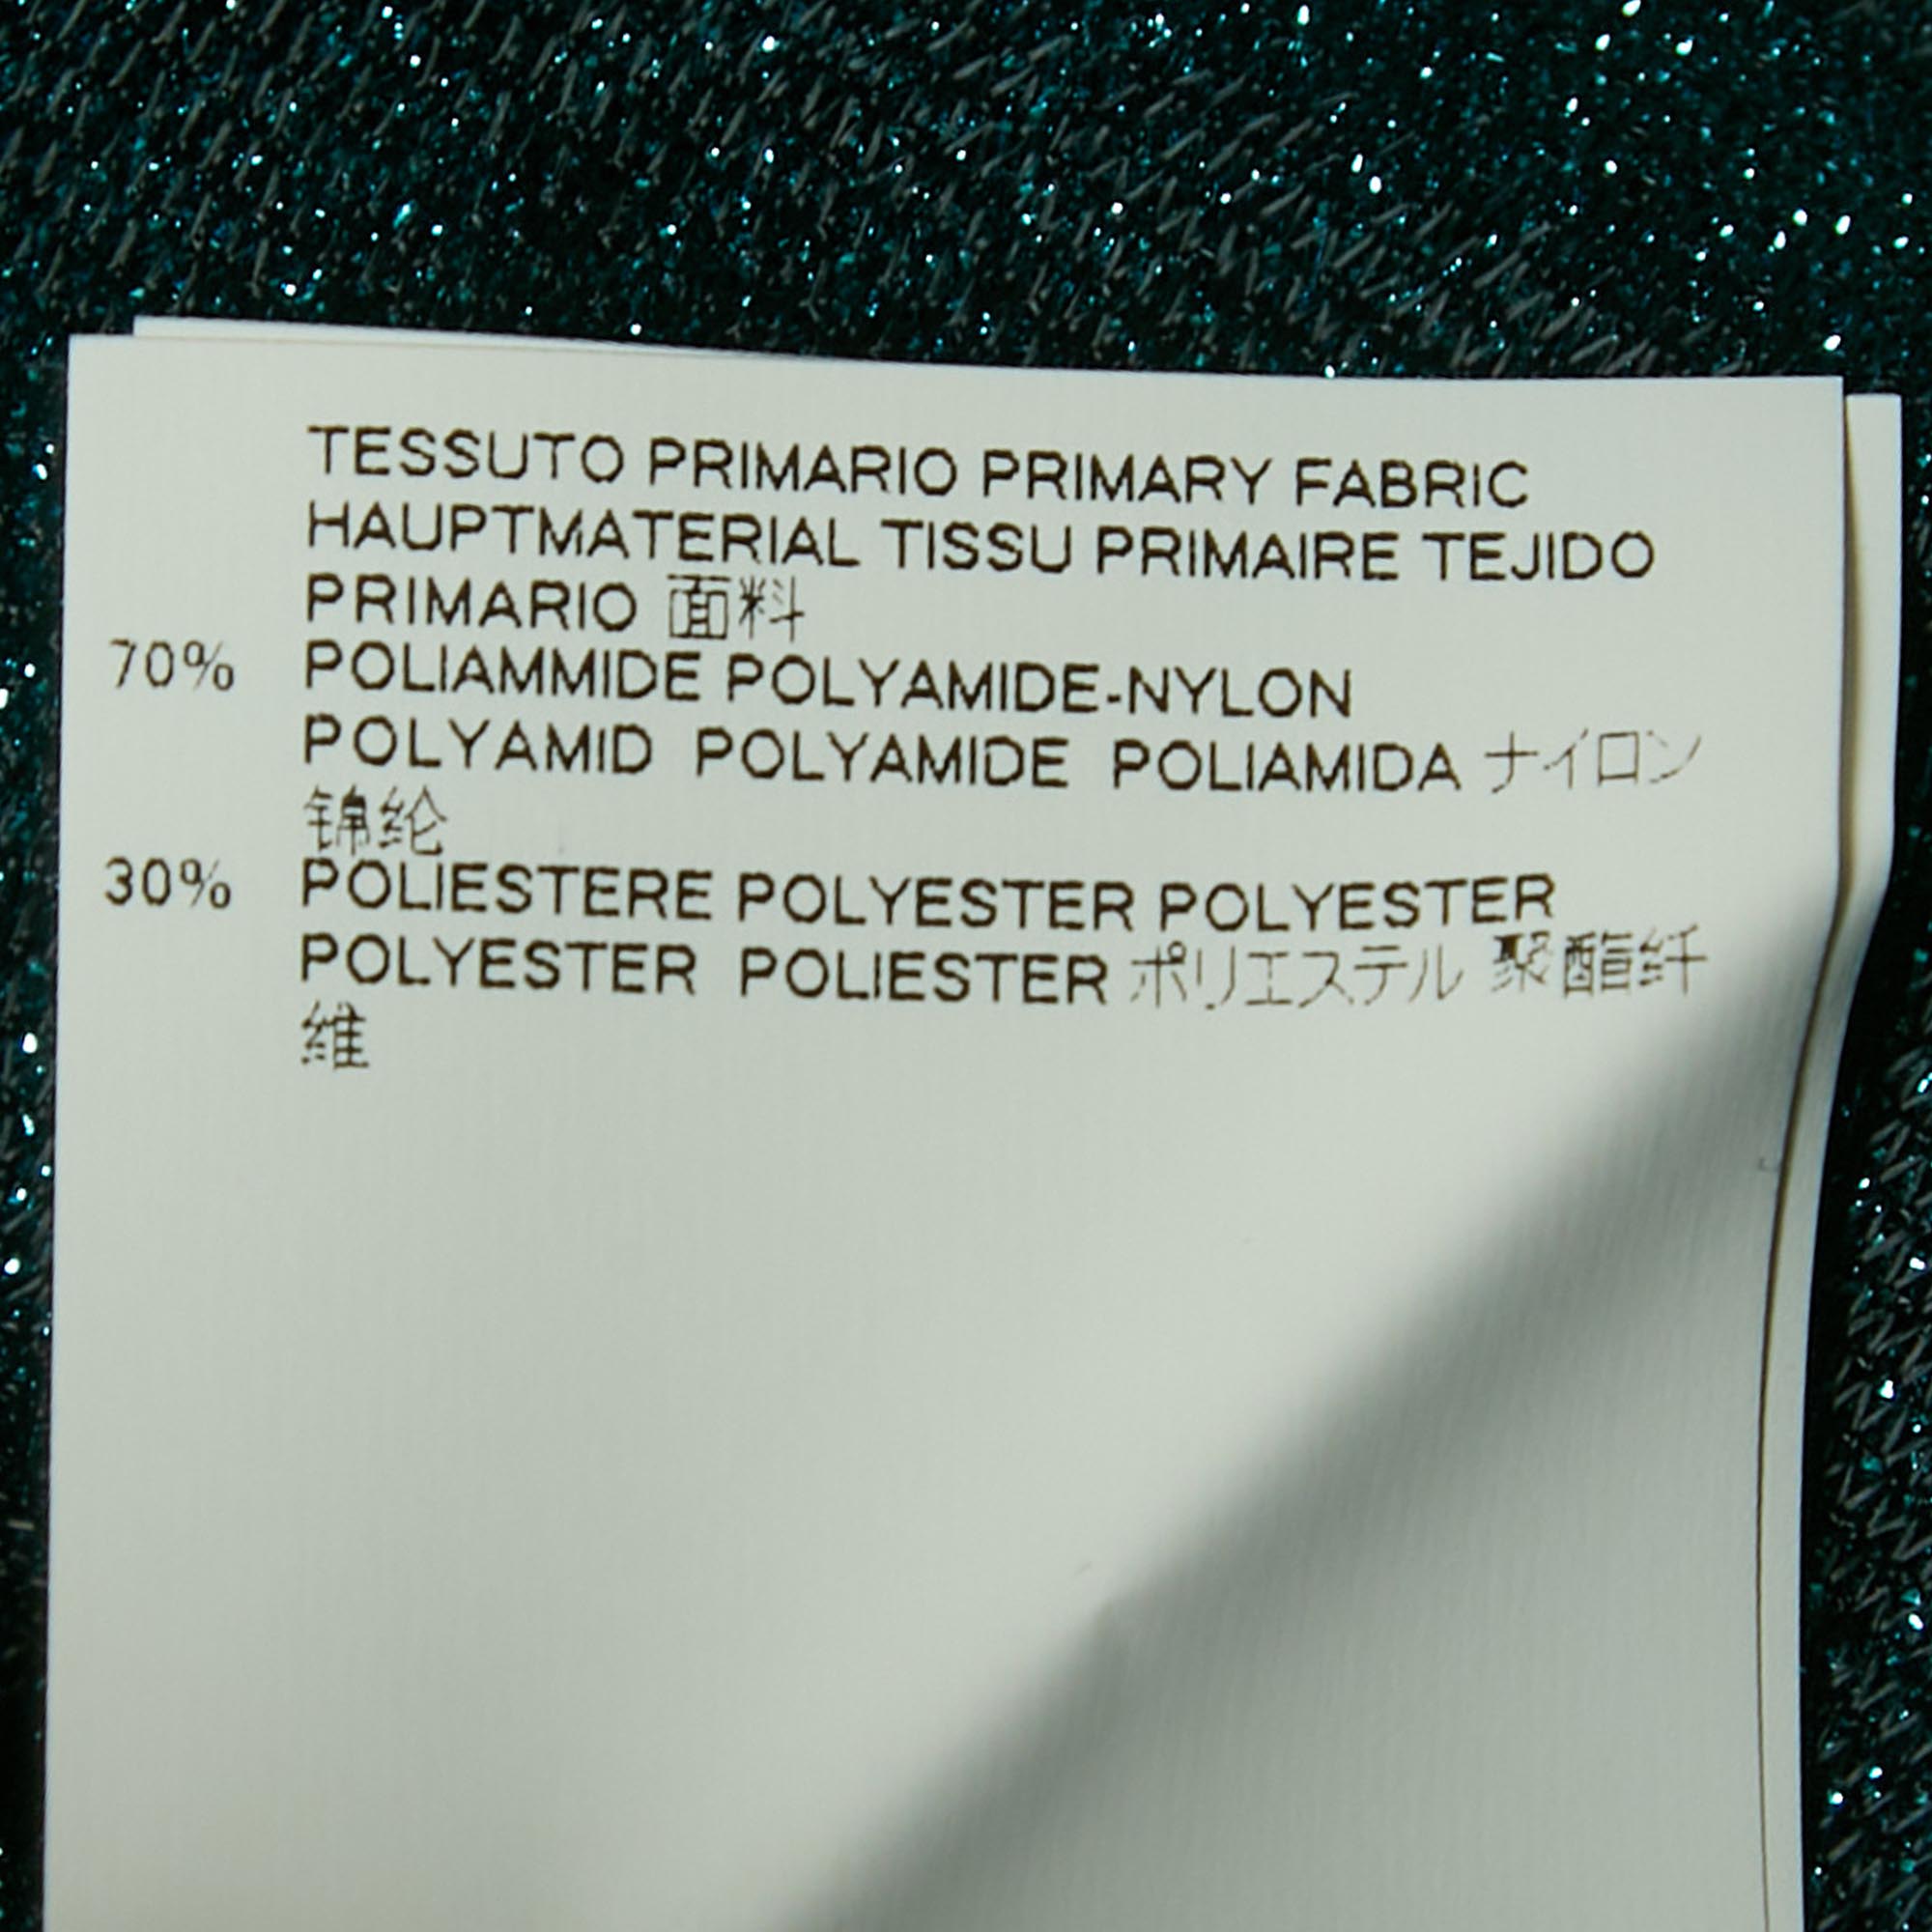 TESSUTO PRIMARIO PRIMARY FABRIC
HAUPTMATERIAL TISSU PRIMAIRE TEJIDO
PRIMARIO 面料
70% POLIAMMIDE POLYAMIDE-NYLON
POLYAMID POLYAMIDE POLIAMIDA ナイロン
锦纶
30% POLIESTERE POLYESTER POLYESTER
POLYESTER POLIESTER ポリエステル 聚酯纤
维